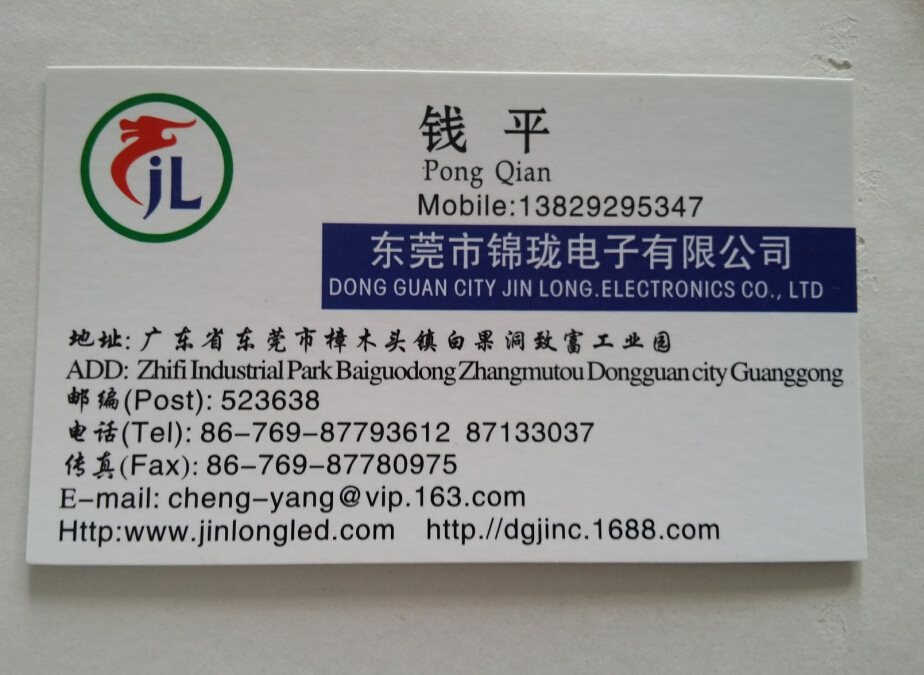 JL
钱 平
Pong Qian
Mobile:13829295347
东莞市锦珑电子有限公司
DONG GUAN CITY JIN LONG.ELECTRONICS CO., LTD
地址: 广东省东莞市樟木头镇白果洞致富工业园
ADD: Zhifi Industrial Park Baiguodong Zhangmutou Dongguan city Guanggong
邮编(Post): 523638
电话(Tel): 86-769-87793612 87133037
传真(Fax): 86-769-87780975
E-mail: cheng-yang@vip.163.com
Http:www.jinlongled.com http.//dgjinc.1688.com